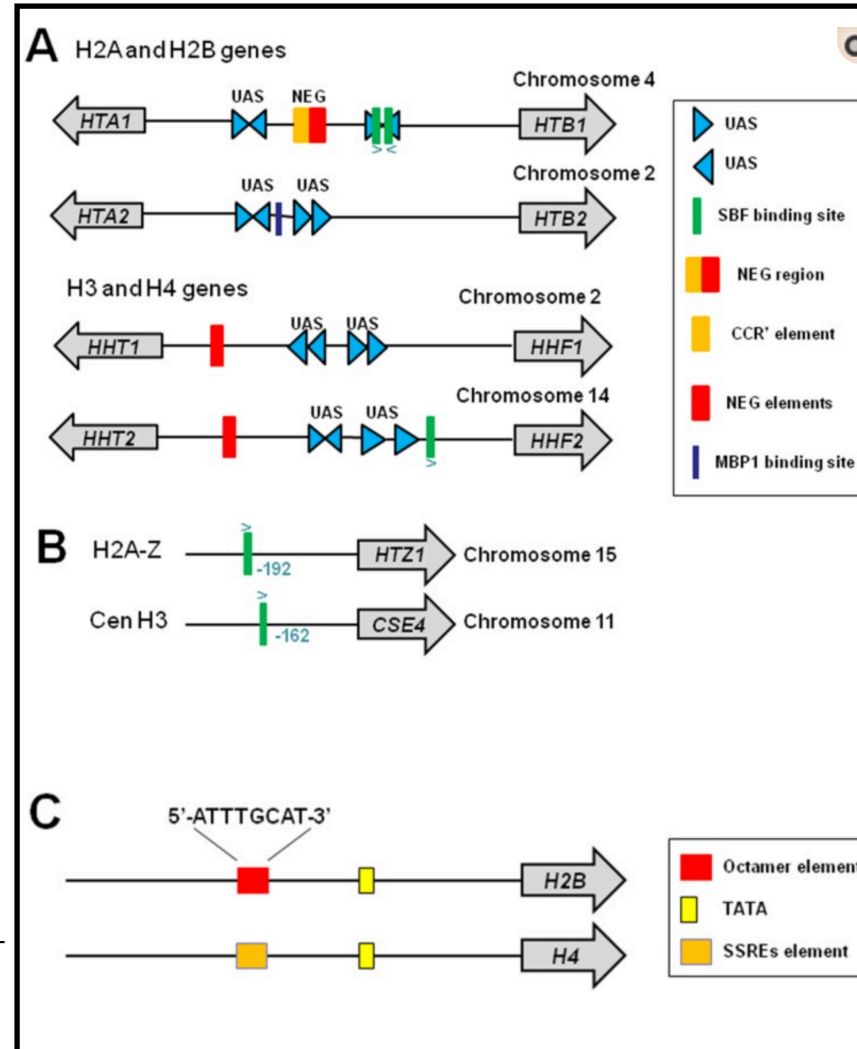 A H2A and H2B genes
Chromosome 4
UAS NEG
HTA1 HTB1
> <
Chromosome 2
UAS UAS
HTA2 HTB2
H3 and H4 genes
Chromosome 2
UAS UAS
HHT1 HHF1
Chromosome 14
UAS UAS
HHT2 HHF2
>
UAS
UAS
SBF binding site
NEG region
CCR' element
NEG elements
MBP1 binding site
B
>
H2A-Z HTZ1 Chromosome 15
-192
>
Cen H3 CSE4 Chromosome 11
-162
C
5'-ATTTGCAT-3'
H2B
H4
Octamer element
TATA
SSREs element